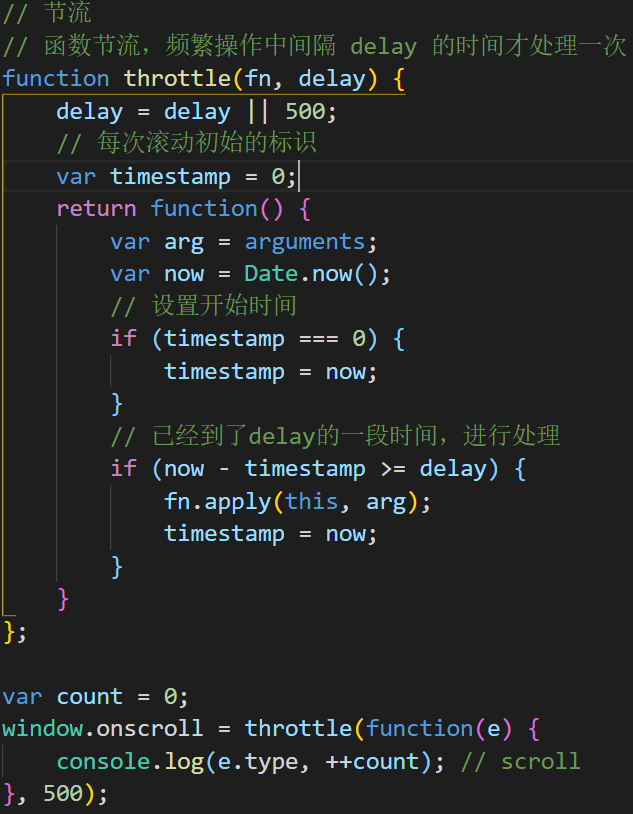 // 节流
// 函数节流，频繁操作中间隔 delay 的时间才处理一次
function throttle(fn, delay) {
    delay = delay || 500;
    // 每次滚动初始的标识
    var timestamp = 0;
    return function() {
        var arg = arguments;
        var now = Date.now();
        // 设置开始时间
        if (timestamp === 0) {
            timestamp = now;
        }
        // 已经到了delay的一段时间，进行处理
        if (now - timestamp >= delay) {
            fn.apply(this, arg);
            timestamp = now;
        }
    }
};

var count = 0;
window.onscroll = throttle(function(e) {
    console.log(e.type, ++count); // scroll
}, 500);